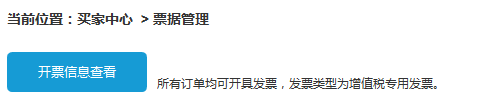 当前位置：买家中心 > 票据管理
开票信息查看
所有订单均可开具发票，发票类型为增值税专用发票。